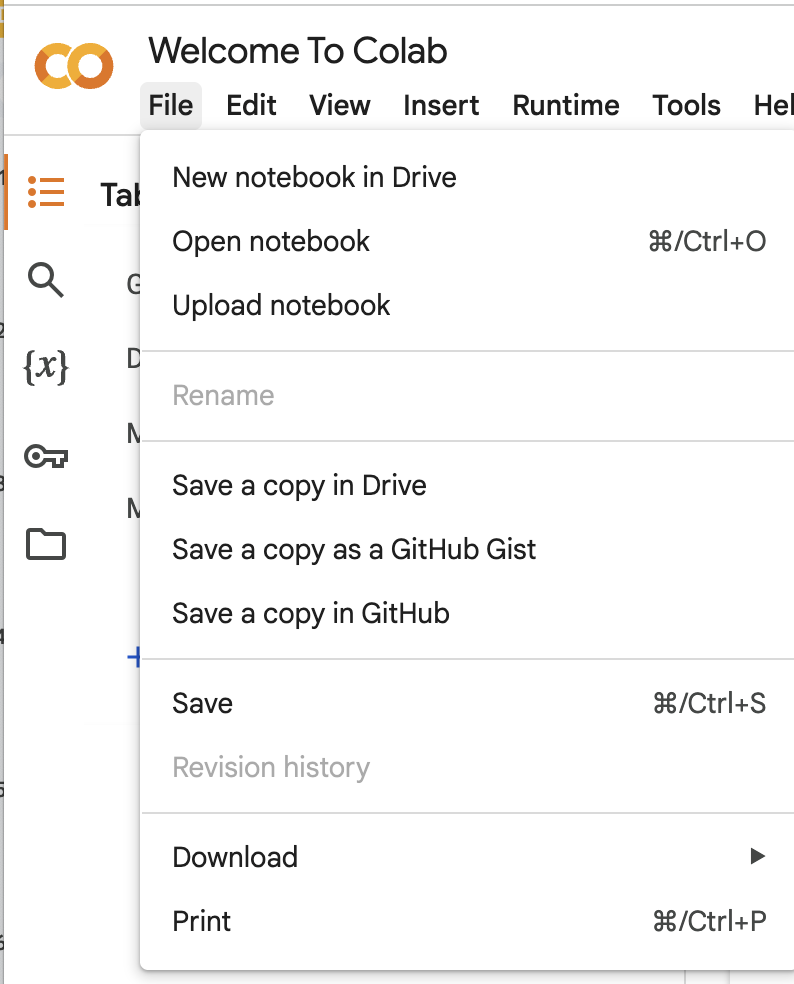 Welcome To Colab
File Edit View Insert Runtime Tools Hel
Tab
New notebook in Drive
Open notebook ⌘/Ctrl+O
Upload notebook
Rename
Save a copy in Drive
Save a copy as a GitHub Gist
Save a copy in GitHub
Save ⌘/Ctrl+S
Revision history
Download
Print ⌘/Ctrl+P
{x}